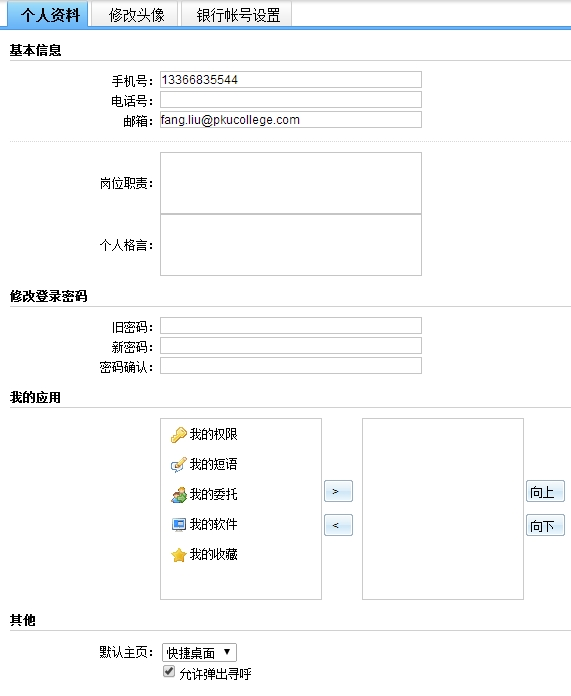 个人资料 修改头像 银行帐号设置
基本信息
手机号： 13366835544
电话号：
邮箱： fang.liu@pkucollege.com
岗位职责：
个人格言：
修改登录密码
旧密码：
新密码：
密码确认：
我的应用
我的权限
我的短语
我的委托
我的软件
我的收藏
>
<
向上
向下
其他
默认主页： 快捷桌面 ▼
允许弹出寻呼